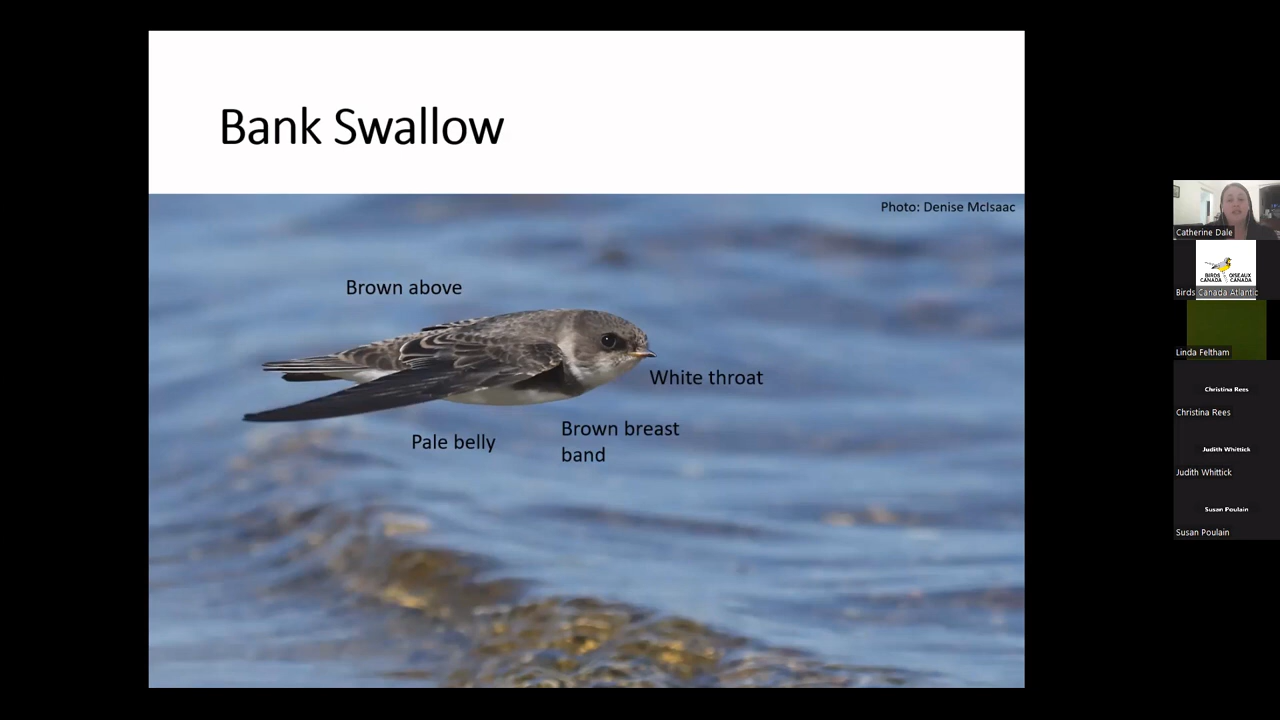 Bank Swallow
Photo: Denise McIsaac
Brown above
White throat
Pale belly
Brown breast
band
Catherine Dale
BIRDS OISEAUX
CANADA CANADA
Birds Canada Atlantic
Linda Feltham
Christina Rees
Christina Rees
Judith Whittick
Judith Whittick
Susan Poulain
Susan Poulain